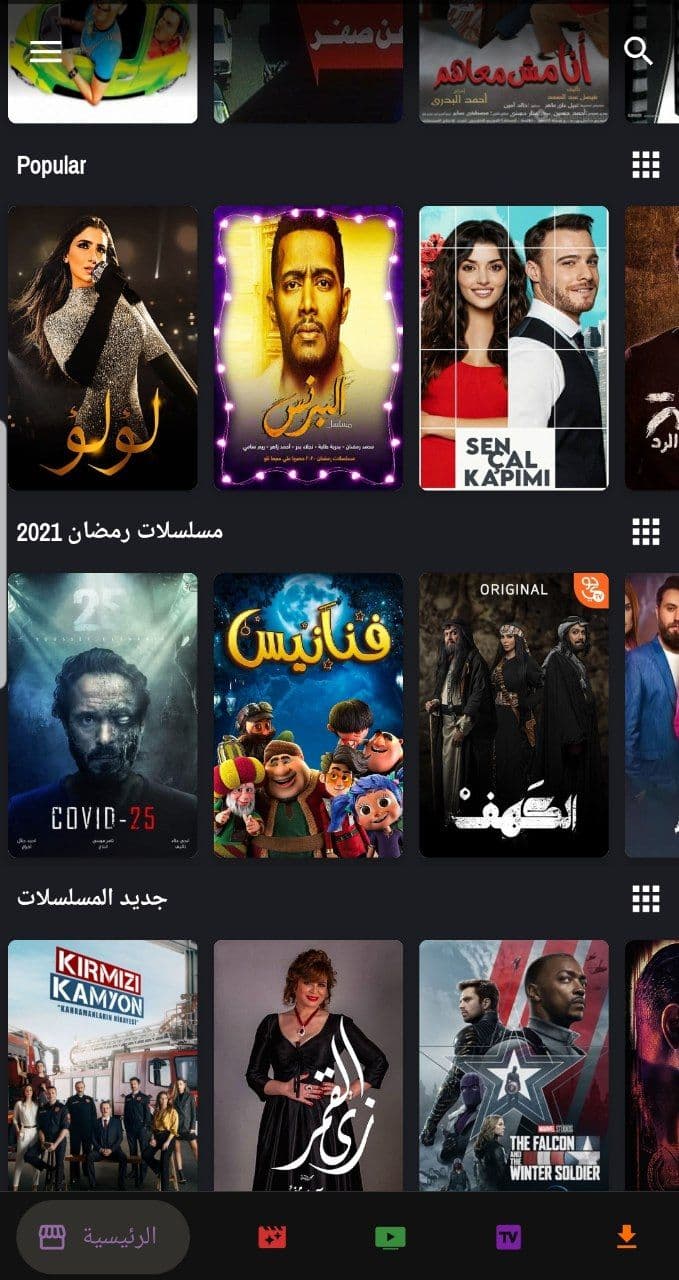 من صفر
أنا مش معاهم
أحمد البدري
Popular
لؤلؤ
البرنس
مسلسل
SEN
ÇAL
KAPIMI
الرد
مسلسلات رمضان 2021
25
COVID-25
فنانيس
ORIGINAL
TV
الكهف
جديد المسلسلات
KIRMIZI
KAMYON
"KAHRAMANLARIN HİKAYESİ"
زي القمر
MARVEL STUDIOS
THE FALCON
AND THE
WINTER SOLDIER
الرئيسية
TV